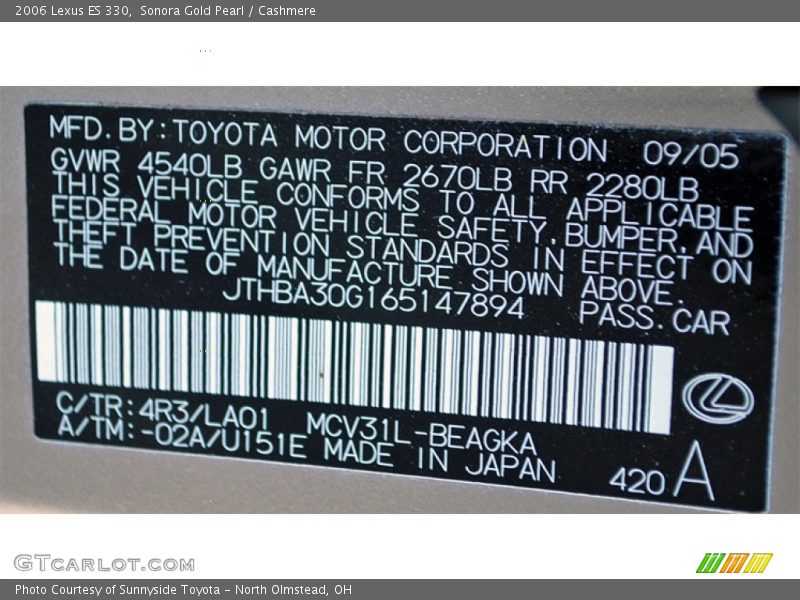 2006 Lexus ES 330, Sonora Gold Pearl / Cashmere
MFD. BY: TOYOTA MOTOR CORPORATION 09/05
GVWR 4540LB GAWR FR 2670LB RR 2280LB
THIS VEHICLE CONFORMS TO ALL APPLICABLE
FEDERAL MOTOR VEHICLE SAFETY, BUMPER, AND
THEFT PREVENTION STANDARDS IN EFFECT ON
THE DATE OF MANUFACTURE SHOWN ABOVE.
JTHBA30G165147894 PASS. CAR
C/TR: 4R3/LA01 MCV31L-BEAGKA
A/TM: -02A/U151E MADE IN JAPAN
420 A
GTCARLOT.COM
Photo Courtesy of Sunnyside Toyota - North Olmstead, OH